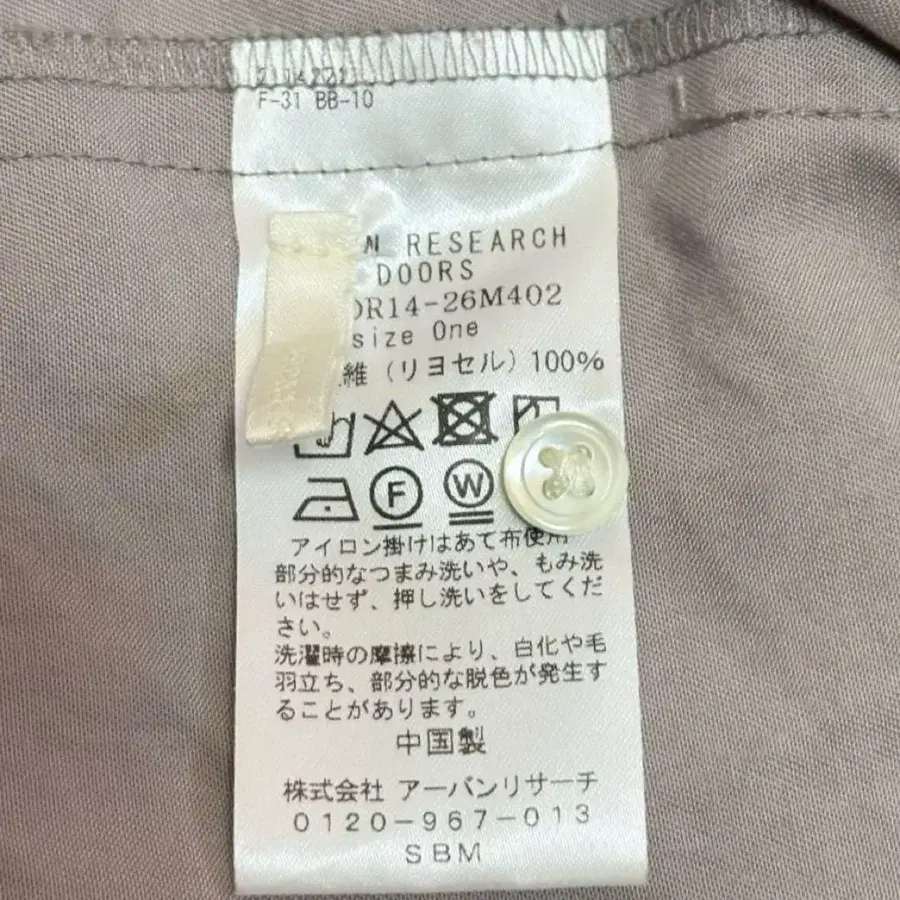 F-31 BB-10
RESEARCH
DOORS
DR14-26M402
size One
維 (リヨセル) 100%
F W
アイロン掛けはあて布使用
部分的なつまみ洗いや、もみ洗
いはせず、押し洗いをしてくだ
さい。
洗濯時の摩擦により、白化や毛
羽立ち、部分的な脱色が発生す
ることがあります。
中国製
株式会社 アーバンリサーチ
0120-967-013
SBM